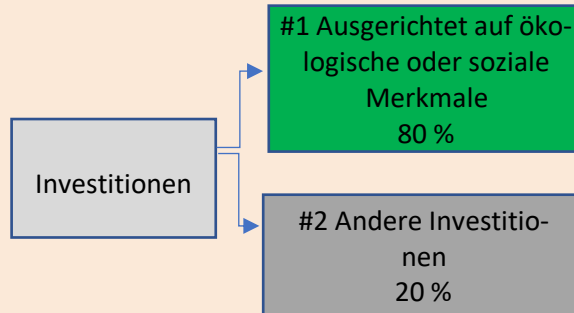 #1 Ausgerichtet auf öko-
logische oder soziale
Merkmale
80 %
Investitionen
#2 Andere Investitio-
nen
20 %